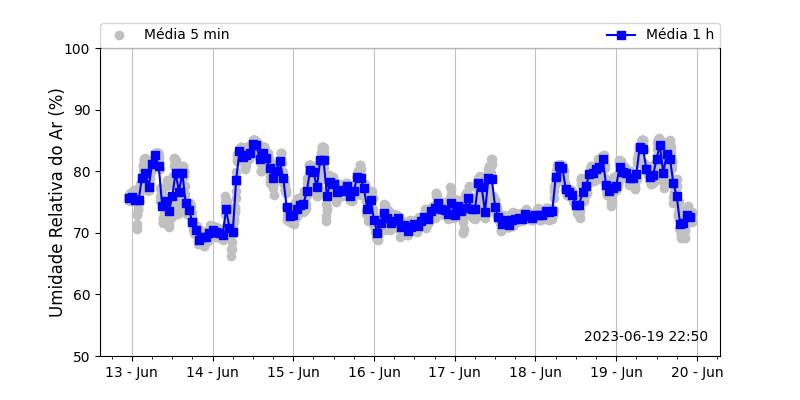 Média 5 min
Média 1 h
Umidade Relativa do Ar (%)
100
90
80
70
60
50
2023-06-19 22:50
13 - Jun
14 - Jun
15 - Jun
16 - Jun
17 - Jun
18 - Jun
19 - Jun
20 - Jun